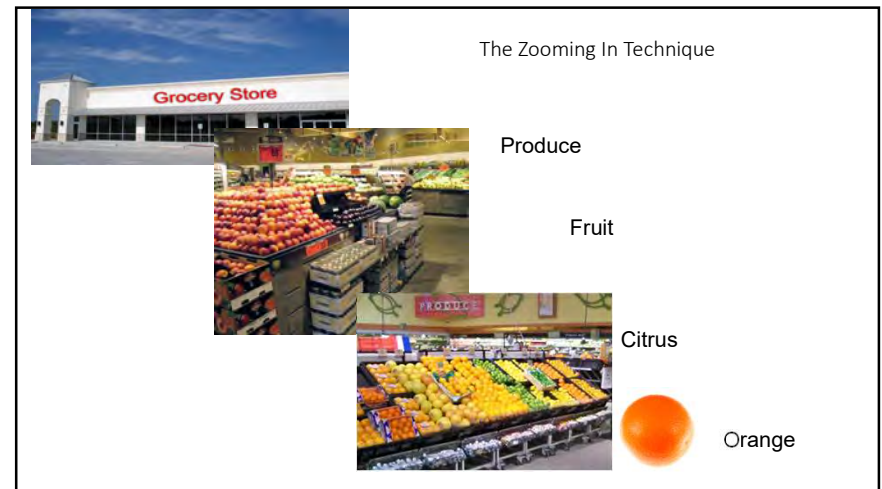 The Zooming In Technique
Grocery Store
Produce
Fruit
PRODUCE
Citrus
Orange